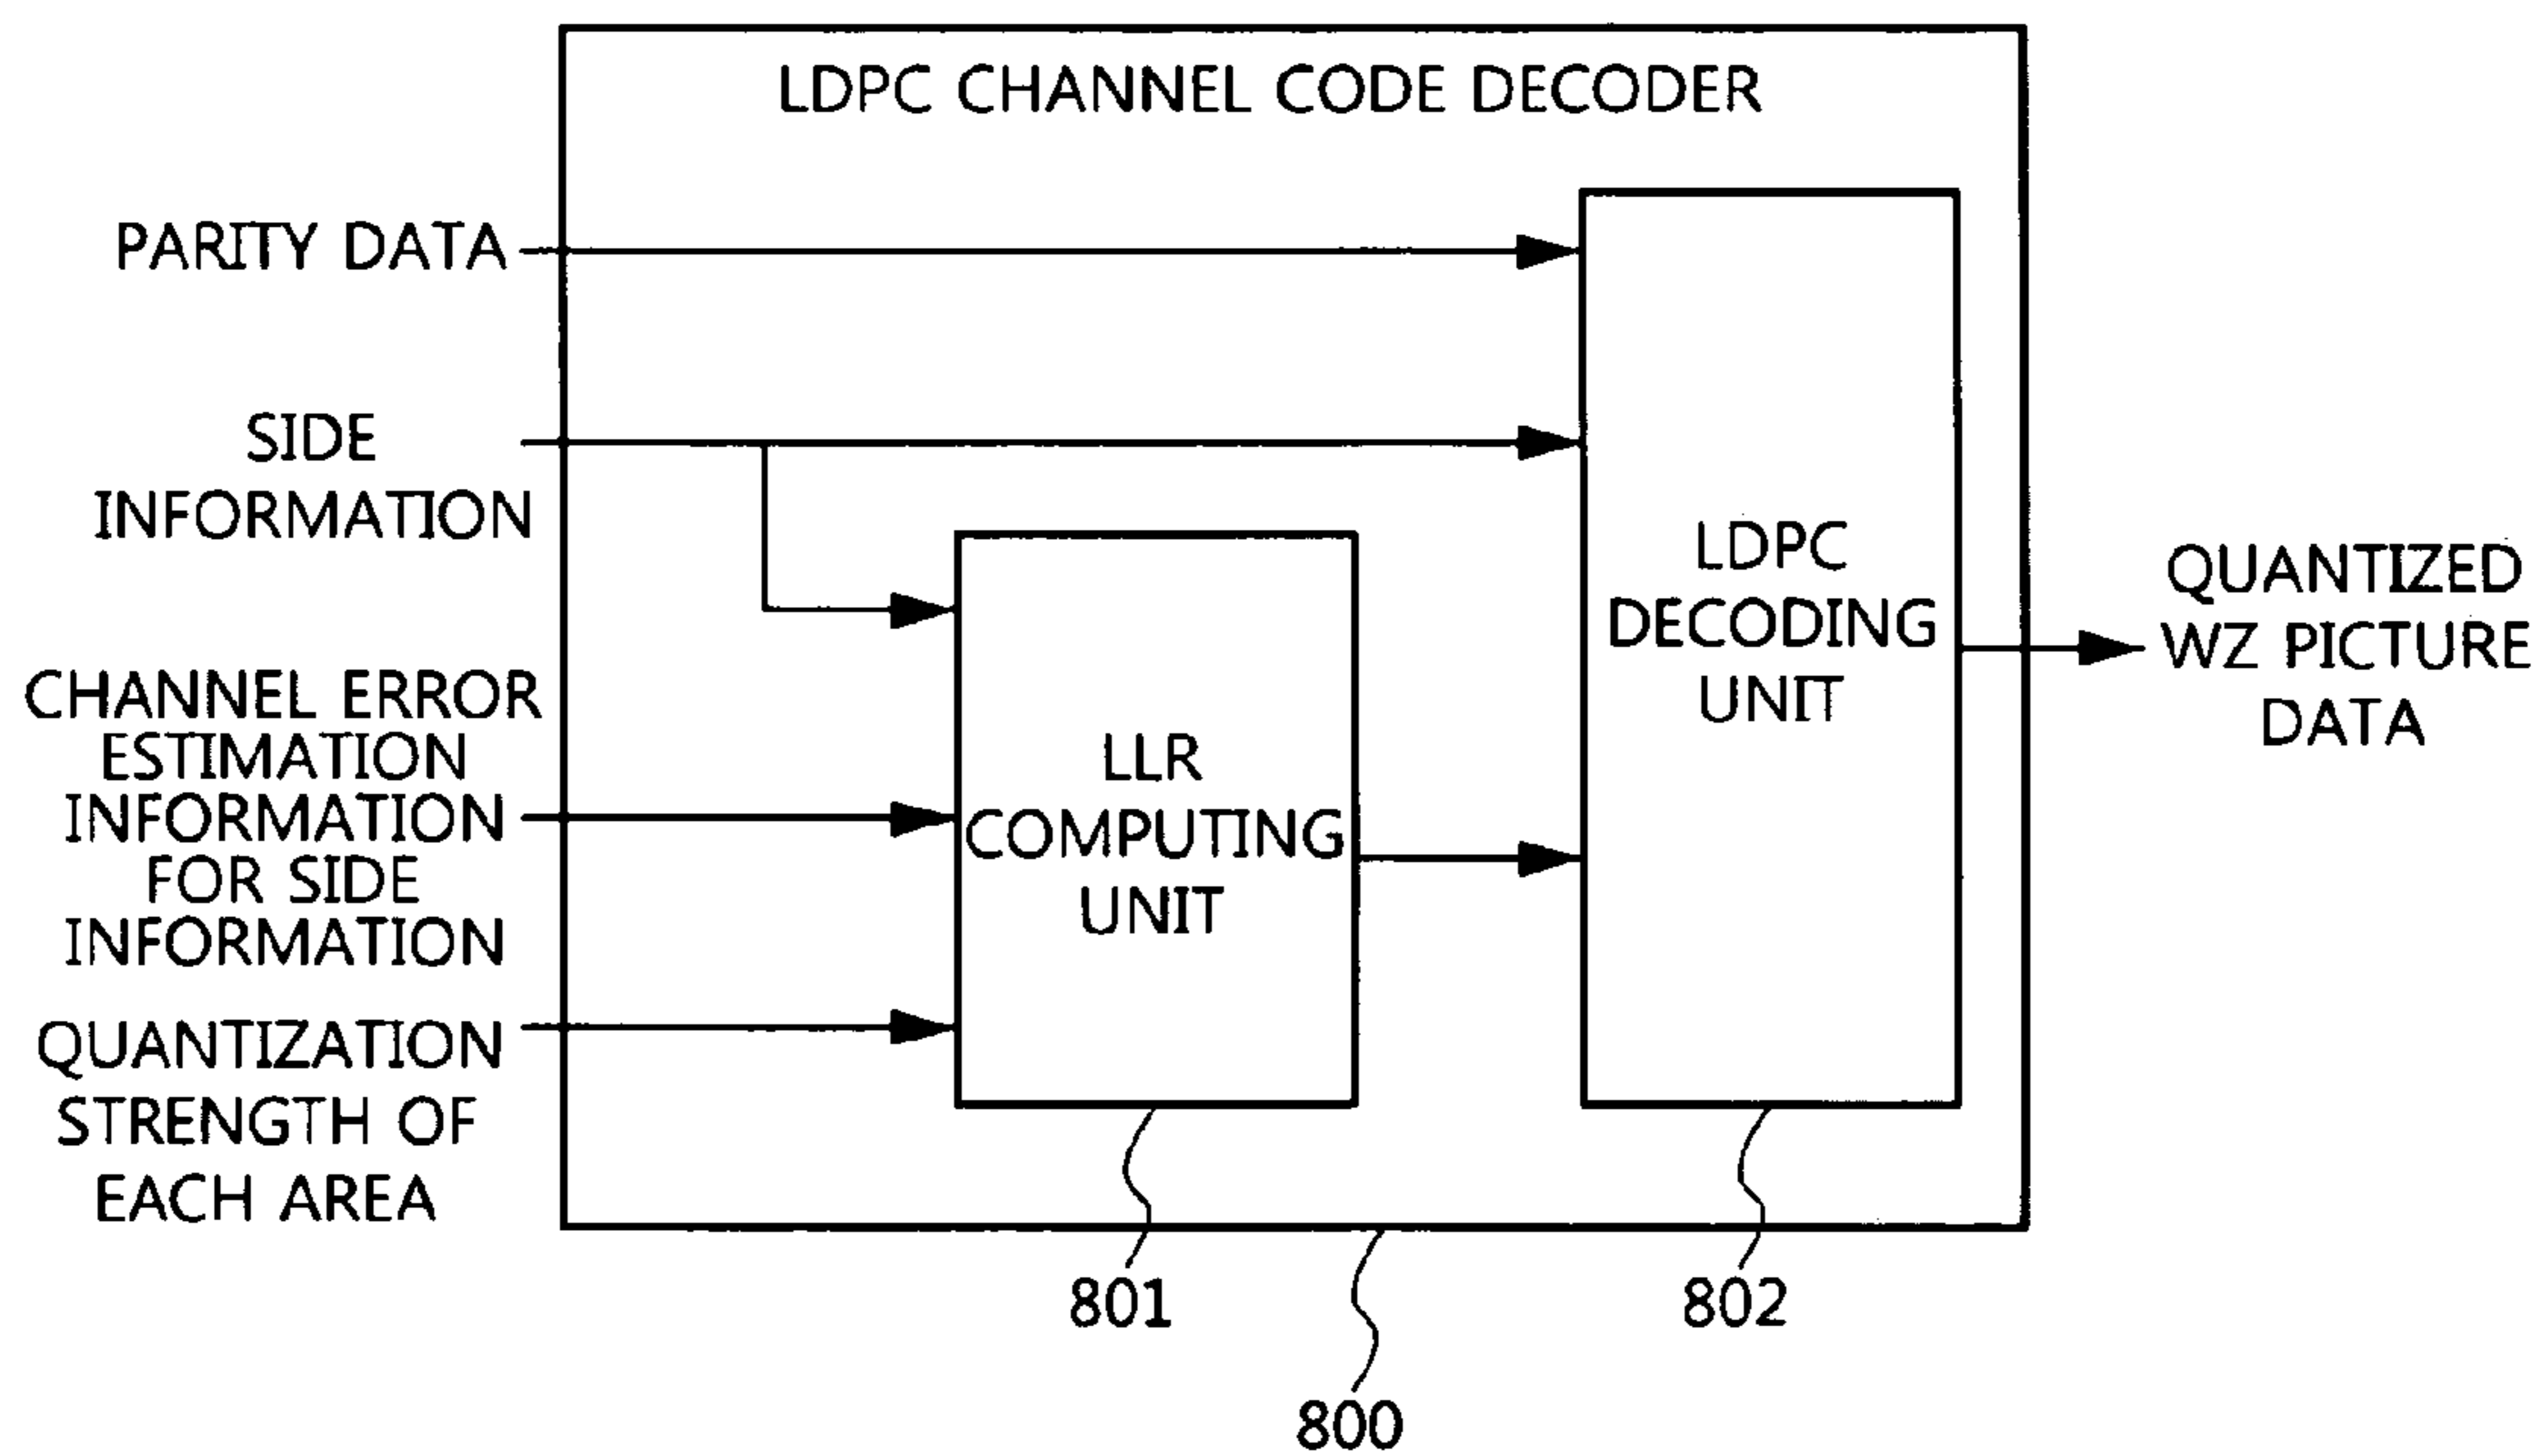 LDPC CHANNEL CODE DECODER
PARITY DATA
SIDE
INFORMATION
CHANNEL ERROR
ESTIMATION
INFORMATION
FOR SIDE
INFORMATION
QUANTIZATION
STRENGTH OF
EACH AREA
LLR
COMPUTING
UNIT
LDPC
DECODING
UNIT
QUANTIZED
WZ PICTURE
DATA
801
802
800